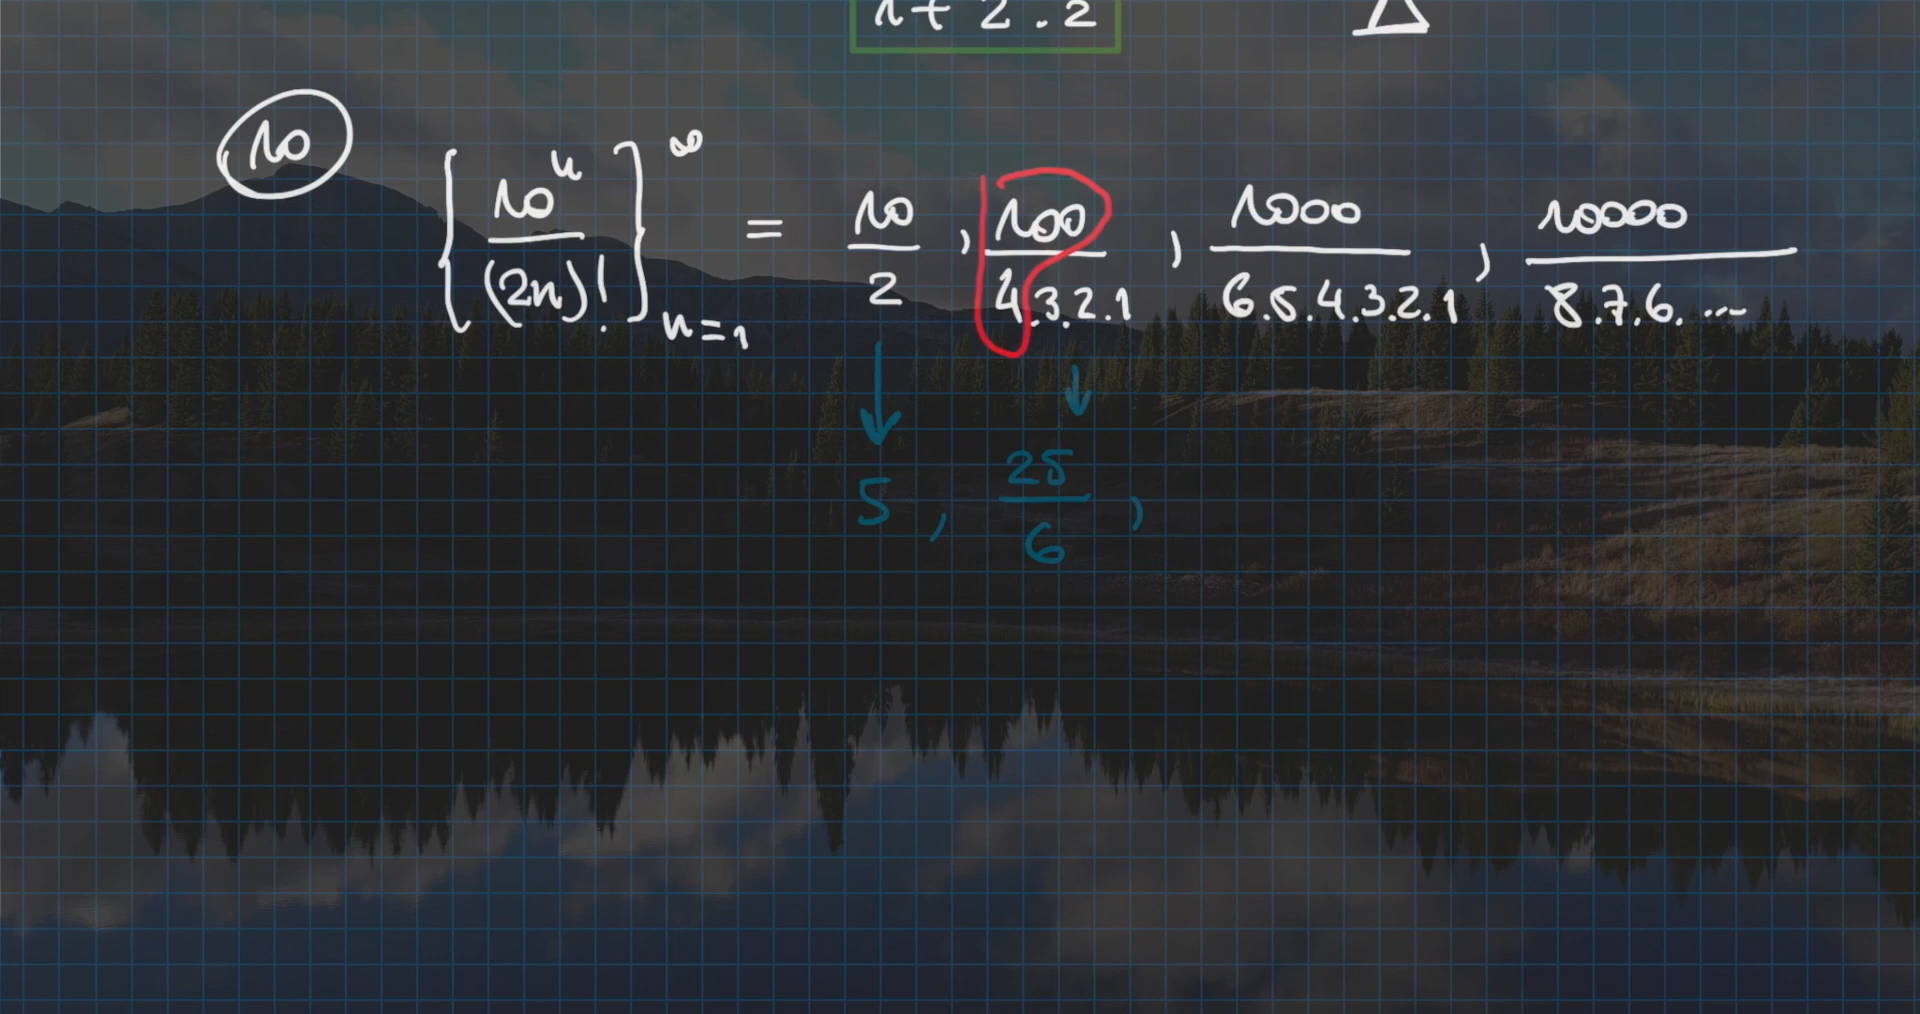 1 + 2 . 2 Δ
10
{ 10^n / (2n)! }_{n=1}^∞ = 10/2 , 100/4.3.2.1 , 1000/6.5.4.3.2.1 , 10000/8.7.6. ...
5 , 25/6 ,